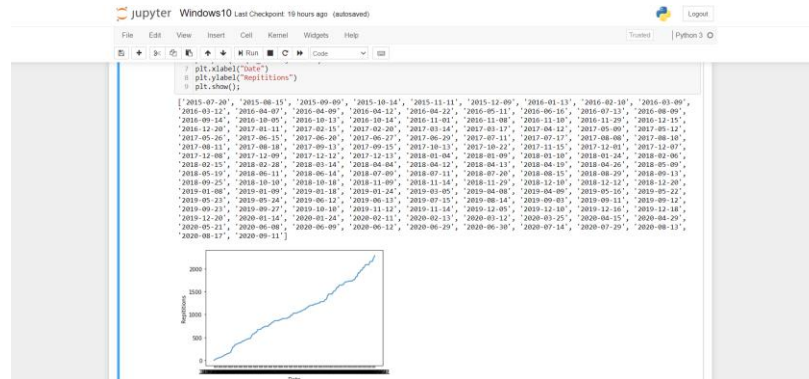 jupyter Windows10 Last Checkpoint: 19 hours ago (autosaved)
Logout
File Edit View Insert Cell Kernel Widgets Help
Trusted Python 3
Run Code
7 plt.xlabel("Date")
8 plt.ylabel("Repititions")
9 plt.show();
['2015-07-20', '2015-08-15', '2015-09-09', '2015-10-14', '2015-11-11', '2015-12-09', '2016-01-13', '2016-02-10', '2016-03-09',
'2016-03-12', '2016-04-07', '2016-04-09', '2016-04-12', '2016-04-22', '2016-05-11', '2016-06-16', '2016-07-13', '2016-08-09',
'2016-09-14', '2016-10-05', '2016-10-13', '2016-10-14', '2016-11-01', '2016-11-08', '2016-11-10', '2016-11-29', '2016-12-15',
'2016-12-20', '2017-01-11', '2017-02-15', '2017-02-20', '2017-03-14', '2017-03-17', '2017-04-12', '2017-05-09', '2017-05-12',
'2017-05-26', '2017-06-15', '2017-06-20', '2017-06-27', '2017-06-29', '2017-07-11', '2017-07-17', '2017-08-08', '2017-08-10',
'2017-08-11', '2017-08-18', '2017-09-13', '2017-09-15', '2017-10-13', '2017-10-22', '2017-11-15', '2017-12-01', '2017-12-07',
'2017-12-08', '2017-12-09', '2017-12-12', '2017-12-13', '2018-01-04', '2018-01-09', '2018-01-10', '2018-01-24', '2018-02-06',
'2018-02-15', '2018-02-28', '2018-03-14', '2018-04-04', '2018-04-12', '2018-04-13', '2018-04-19', '2018-04-26', '2018-05-09',
'2018-05-19', '2018-06-11', '2018-06-14', '2018-07-09', '2018-07-11', '2018-07-20', '2018-08-15', '2018-08-29', '2018-09-13',
'2018-09-25', '2018-10-10', '2018-10-18', '2018-11-09', '2018-11-14', '2018-11-29', '2018-12-10', '2018-12-12', '2018-12-20',
'2019-01-08', '2019-01-09', '2019-01-18', '2019-01-24', '2019-03-05', '2019-04-08', '2019-04-09', '2019-05-16', '2019-05-22',
'2019-05-23', '2019-05-24', '2019-06-12', '2019-06-13', '2019-07-15', '2019-08-14', '2019-09-03', '2019-09-11', '2019-09-12',
'2019-09-23', '2019-09-27', '2019-10-10', '2019-11-12', '2019-11-14', '2019-12-05', '2019-12-10', '2019-12-16', '2019-12-18',
'2019-12-20', '2020-01-14', '2020-01-24', '2020-02-11', '2020-02-13', '2020-03-12', '2020-03-25', '2020-04-15', '2020-04-29',
'2020-05-21', '2020-06-08', '2020-06-09', '2020-06-12', '2020-06-29', '2020-06-30', '2020-07-14', '2020-07-29', '2020-08-13',
'2020-08-17', '2020-09-11']
2000
1500
1000
500
0
Repititions